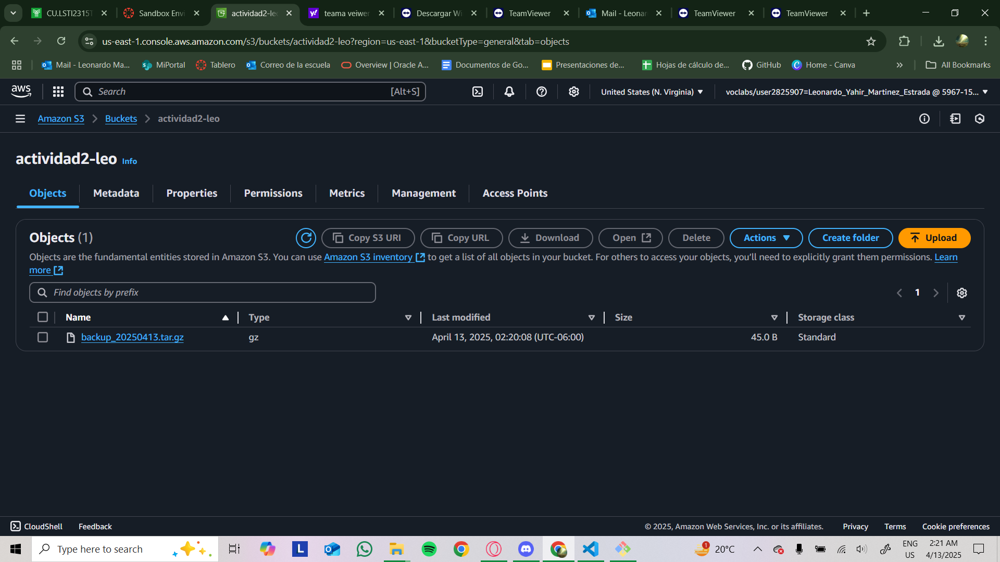 CU.LSTI2315T
Sandbox Envi
actividad2-leo
teama veiwer
Descargar Wi
TeamViewer
Mail - Leonar
TeamViewer
TeamViewer
us-east-1.console.aws.amazon.com/s3/buckets/actividad2-leo?region=us-east-1&bucketType=general&tab=objects
Mail - Leonardo Ma...
MiPortal
Tablero
Correo de la escuela
Overview | Oracle A...
Documentos de Go...
Presentaciones de...
Hojas de cálculo de...
GitHub
Home - Canva
All Bookmarks
aws
Search
[Alt+S]
United States (N. Virginia)
voclabs/user2825907=Leonardo_Yahir_Martinez_Estrada @ 5967-15...
Amazon S3
Buckets
actividad2-leo
actividad2-leo Info
Objects
Metadata
Properties
Permissions
Metrics
Management
Access Points
Objects (1)
Copy S3 URI
Copy URL
Download
Open
Delete
Actions
Create folder
Upload
Objects are the fundamental entities stored in Amazon S3. You can use Amazon S3 inventory to get a list of all objects in your bucket. For others to access your objects, you’ll need to explicitly grant them permissions. Learn
more
Find objects by prefix
1
Name
Type
Last modified
Size
Storage class
backup_20250413.tar.gz
gz
April 13, 2025, 02:20:08 (UTC-06:00)
45.0 B
Standard
CloudShell
Feedback
© 2025, Amazon Web Services, Inc. or its affiliates.
Privacy
Terms
Cookie preferences
Type here to search
L
1
20°C
ENG
US
2:21 AM
4/13/2025